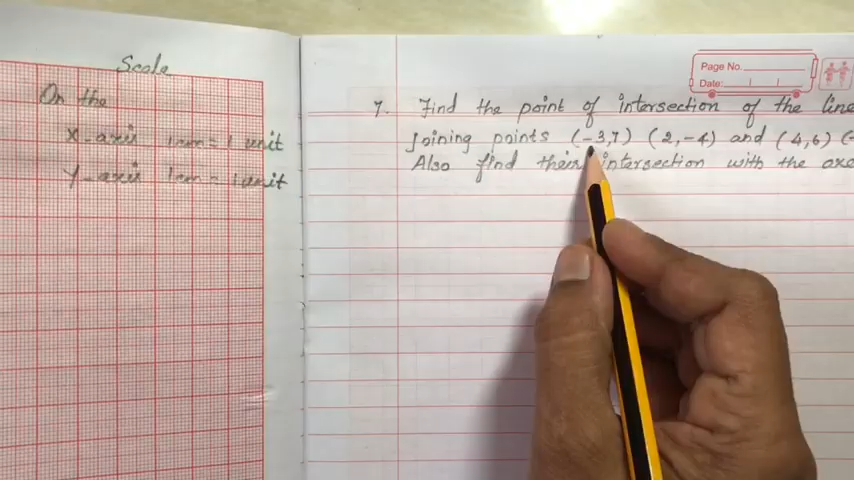 Scale
On the
X-axis 1cm = 1 unit
Y-axis 1cm = 1 unit
Page No.
Date:
7. Find the point of intersection of the line
Joining points (-3,7) (2,-4) and (4,6) (-
Also find their intersection with the axe